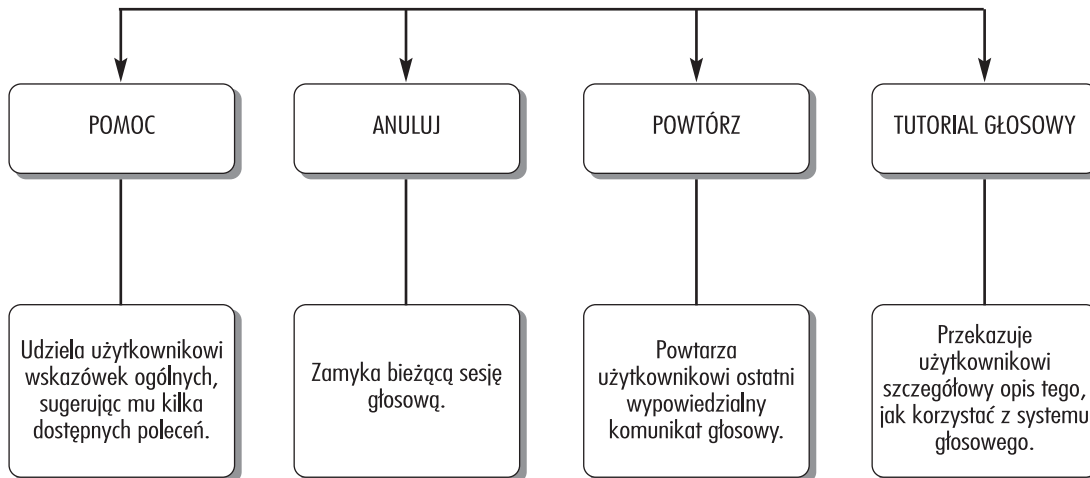 POMOC
ANULUJ
POWTÓRZ
TUTORIAL GŁOSOWY
Udziela użytkownikowi
wskazówek ogólnych,
sugerując mu kilka
dostępnych poleceń.
Zamyka bieżącą sesję
głosową.
Powtarza
użytkownikowi ostatni
wypowiedzialny
komunikat głosowy.
Przekazuje
użytkownikowi
szczegółowy opis tego,
jak korzystać z systemu
głosowego.